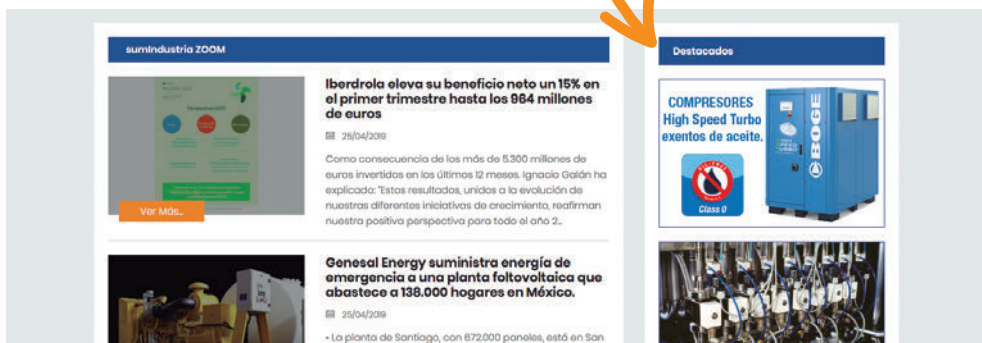 sumIndustria ZOOM
Iberdrola eleva su beneficio neto un 15% en
el primer trimestre hasta los 964 millones
de euros
25/04/2019
Como consecuencia de los más de 5.300 millones de
euros invertidos en los últimos 12 meses. Ignacio Galán ha
explicado: "Estos resultados, unidos a la evolución de
nuestras diferentes iniciativas de crecimiento, reafirman
nuestra positiva perspectiva para todo el año 2...
Ver Más...
Genesal Energy suministra energía de
emergencia a una planta foltovoltaica que
abastece a 138.000 hogares en México.
25/04/2019
• La planta de Santiago, con 672.000 paneles, está en San
Destacados
COMPRESORES
High Speed Turbo
exentos de aceite.
Class 0
BOGE